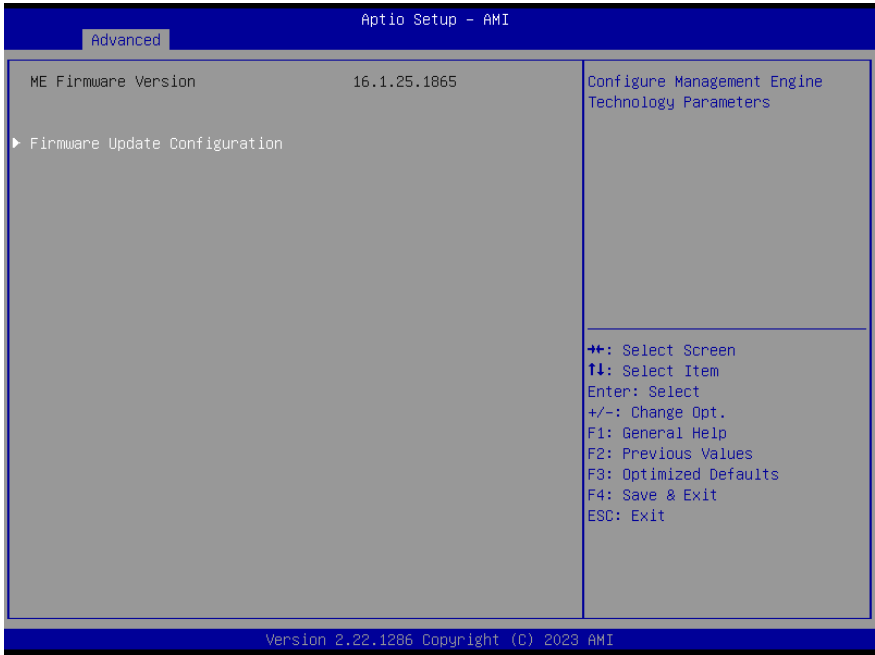 Aptio Setup – AMI
Advanced
ME Firmware Version 16.1.25.1865
Configure Management Engine
Technology Parameters
► Firmware Update Configuration
→←: Select Screen
↑↓: Select Item
Enter: Select
+/-: Change Opt.
F1: General Help
F2: Previous Values
F3: Optimized Defaults
F4: Save & Exit
ESC: Exit
Version 2.22.1286 Copyright (C) 2023 AMI